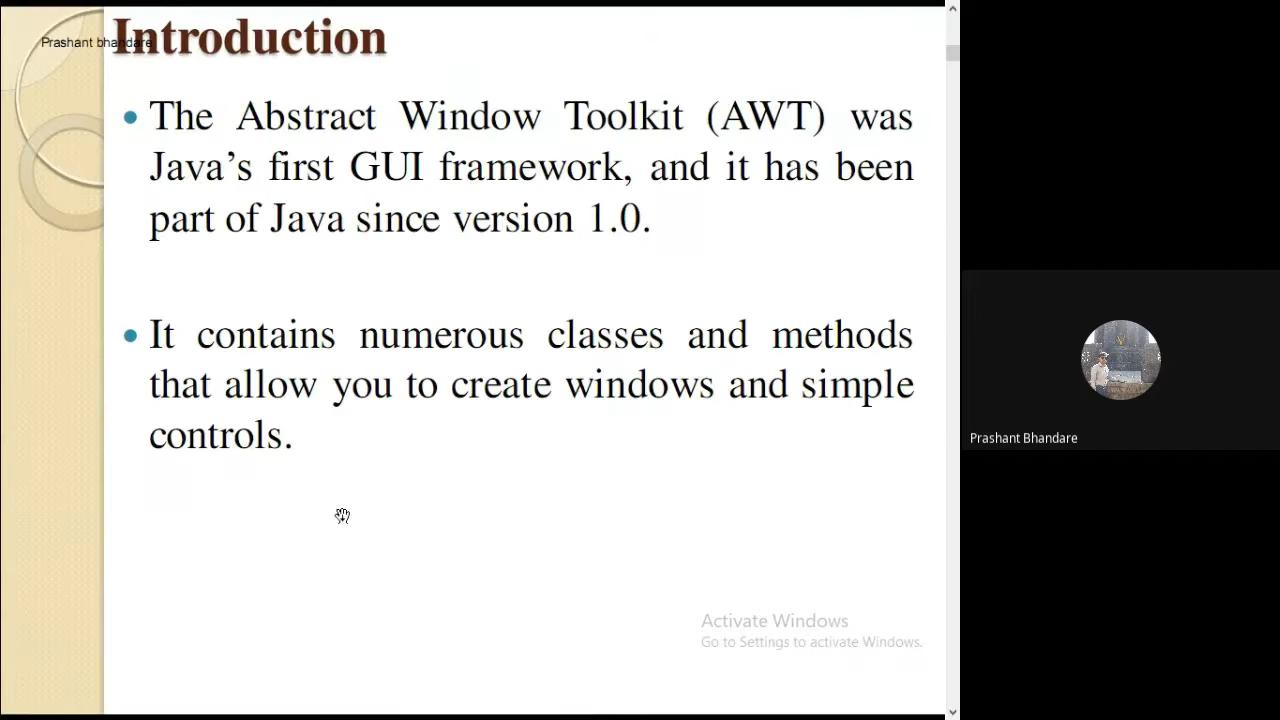 Introduction
Prashant bhandare
• The Abstract Window Toolkit (AWT) was
Java’s first GUI framework, and it has been
part of Java since version 1.0.
• It contains numerous classes and methods
that allow you to create windows and simple
controls.
Prashant Bhandare
Activate Windows
Go to Settings to activate Windows.